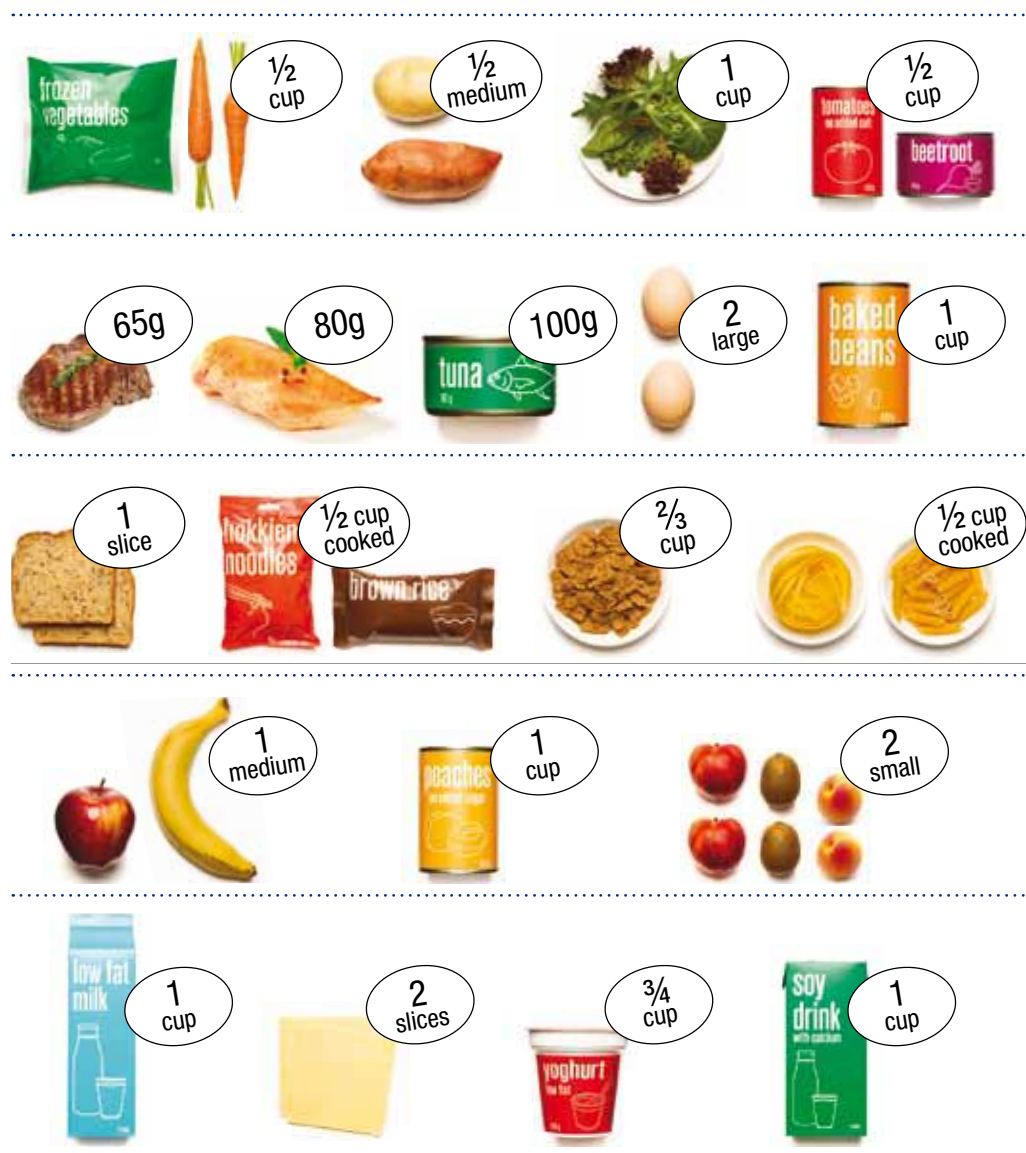 frozen
vegetables
½
cup
½
medium
1
cup
tomatoes
no added salt
½
cup
beetroot
65g
80g
tuna
100g
2
large
baked
beans
1
cup
1
slice
hokkien
noodles
½ cup
cooked
brown rice
⅔
cup
½ cup
cooked
1
medium
peaches
1
cup
2
small
low fat
milk
1
cup
2
slices
yoghurt
low fat
¾
cup
soy
drink
with calcium
1
cup